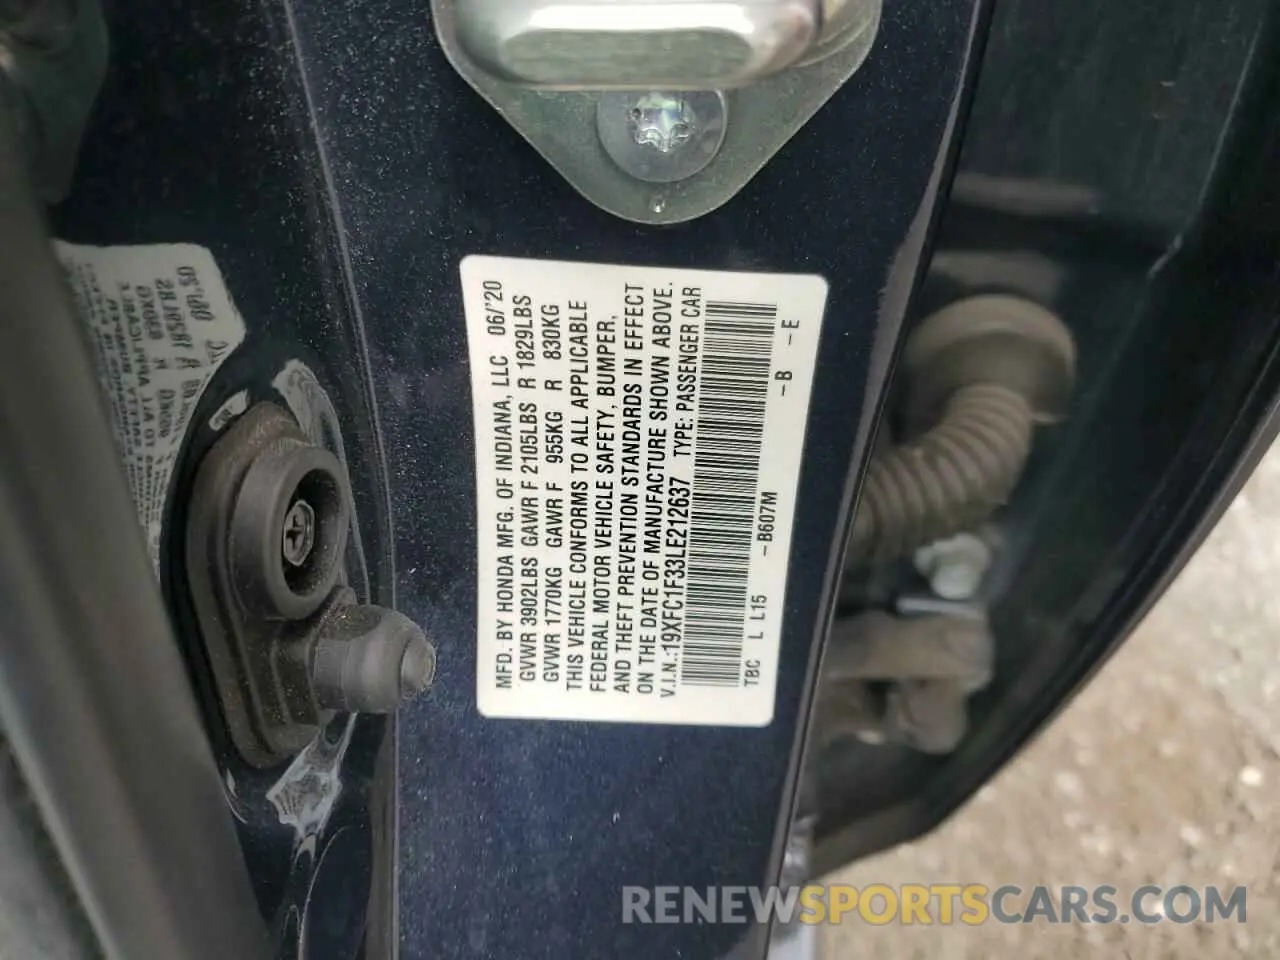 MFD. BY HONDA MFG. OF INDIANA, LLC 06/'20
GVWR 3902LBS GAWR F 2105LBS R 1829LBS
GVWR 1770KG GAWR F 955KG R 830KG
THIS VEHICLE CONFORMS TO ALL APPLICABLE
FEDERAL MOTOR VEHICLE SAFETY, BUMPER,
AND THEFT PREVENTION STANDARDS IN EFFECT
ON THE DATE OF MANUFACTURE SHOWN ABOVE.
V.I.N.:19XFC1F33LE212637 TYPE: PASSENGER CAR
TBC L L15 -B607M -B -E
RENEWSPORTSCARS.COM